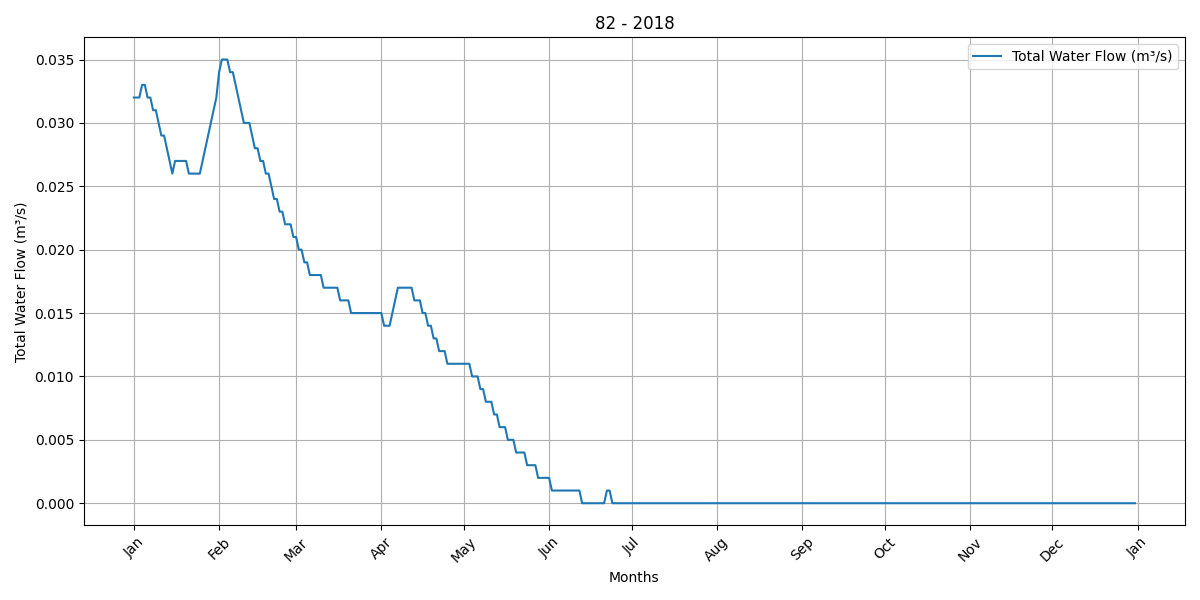 82 - 2018
Total Water Flow (m³/s)
Total Water Flow (m³/s)
0.035
0.030
0.025
0.020
0.015
0.010
0.005
0.000
Jan
Feb
Mar
Apr
May
Jun
Jul
Aug
Sep
Oct
Nov
Dec
Jan
Months